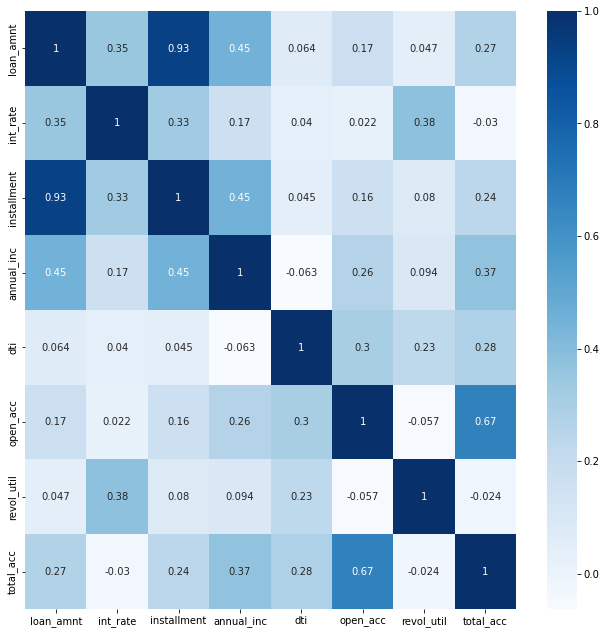 loan_amnt 1 0.35 0.93 0.45 0.064 0.17 0.047 0.27
int_rate 0.35 1 0.33 0.17 0.04 0.022 0.38 -0.03
installment 0.93 0.33 1 0.45 0.045 0.16 0.08 0.24
annual_inc 0.45 0.17 0.45 1 -0.063 0.26 0.094 0.37
dti 0.064 0.04 0.045 -0.063 1 0.3 0.23 0.28
open_acc 0.17 0.022 0.16 0.26 0.3 1 -0.057 0.67
revol_util 0.047 0.38 0.08 0.094 0.23 -0.057 1 -0.024
total_acc 0.27 -0.03 0.24 0.37 0.28 0.67 -0.024 1
loan_amnt int_rate installment annual_inc dti open_acc revol_util total_acc
1.0
0.8
0.6
0.4
0.2
0.0